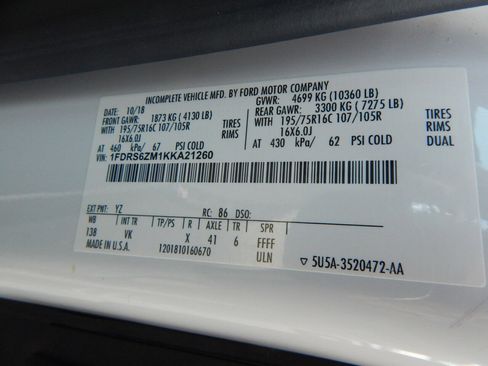 INCOMPLETE VEHICLE MFD. BY FORD MOTOR COMPANY
DATE: 10/18 GVWR: 4699 KG (10360 LB)
FRONT GAWR: 1873 KG (4130 LB) REAR GAWR: 3300 KG (7275 LB)
WITH 195/75R16C 107/105R TIRES WITH 195/75R16C 107/105R TIRES
16X6.0J RIMS 16X6.0J RIMS
AT 460 kPa/ 67 PSI COLD AT 430 kPa/ 62 PSI COLD DUAL
VIN: 1FDRS6ZM1KKA21260
EXT PNT: YZ RC: 86 DSO:
WB INT TR TP/PS R AXLE TR SPR
138 VK X 41 6 FFFF
MADE IN U.S.A. 1201810160670 ULN ▽ 5U5A-3520472-AA